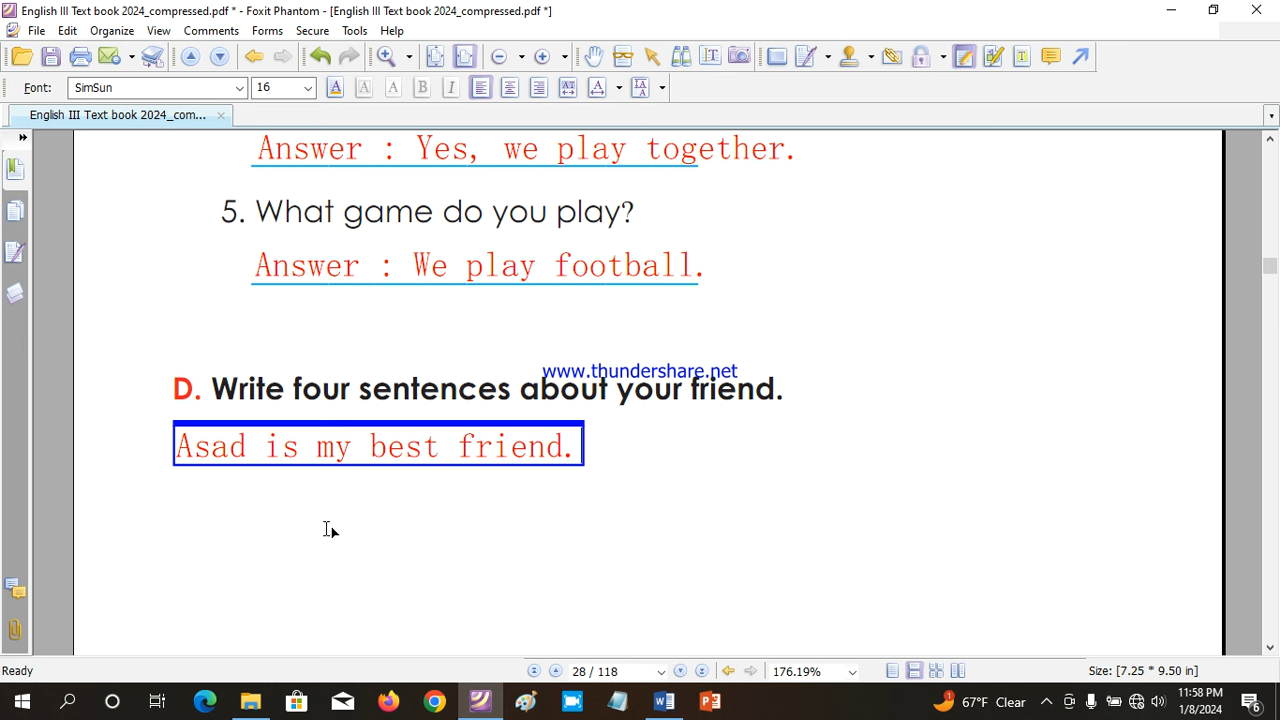 English III Text book 2024_compressed.pdf * - Foxit Phantom - [English III Text book 2024_compressed.pdf *]
File Edit Organize View Comments Forms Secure Tools Help
Font: SimSun 16
English III Text book 2024_com...
Answer : Yes, we play together.
5. What game do you play?
Answer : We play football.
www.thundershare.net
D. Write four sentences about your friend.
Asad is my best friend.
Ready 28 / 118 176.19% Size: [7.25 * 9.50 in]
67°F Clear 11:58 PM
1/8/2024